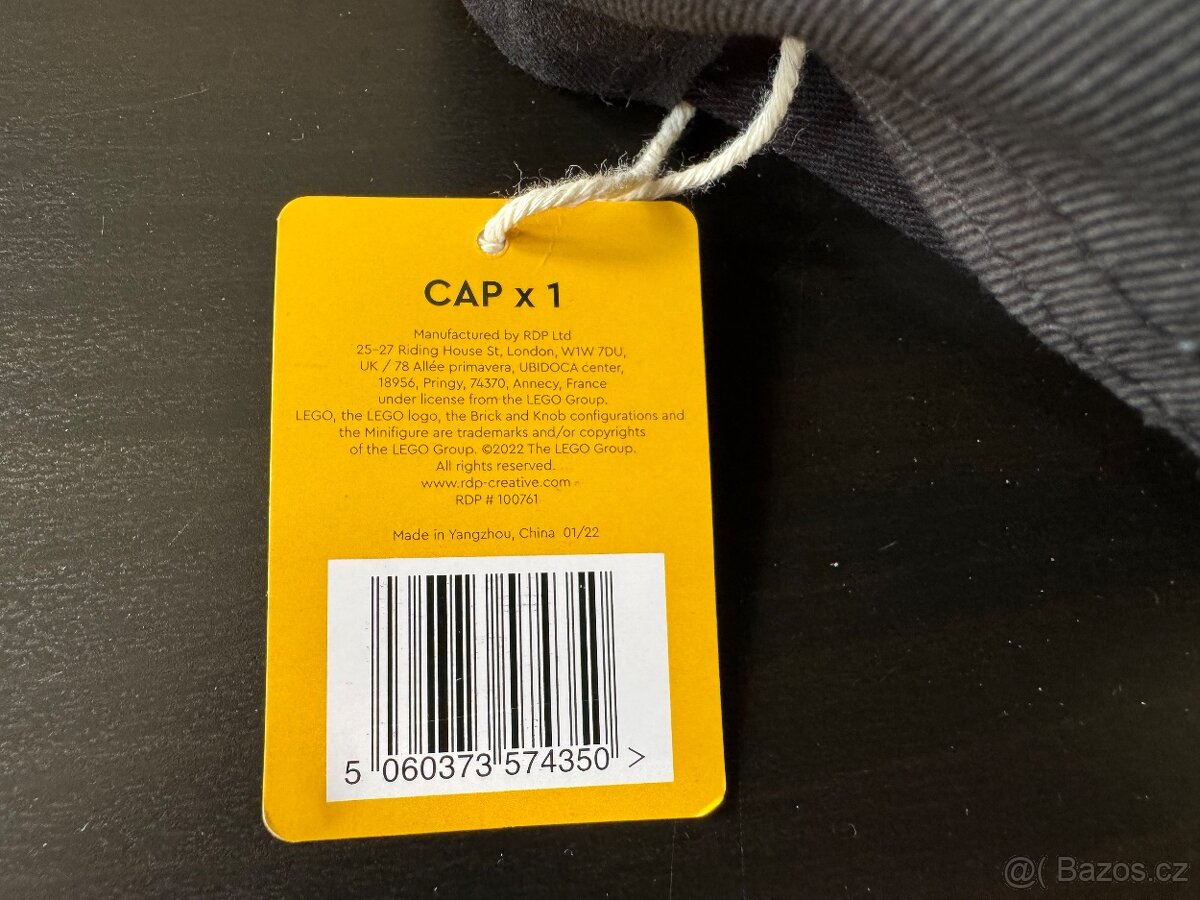 CAP x 1
Manufactured by RDP Ltd
25-27 Riding House St, London, W1W 7DU,
UK / 78 Allée primavera, UBIDOCA center,
18956, Pringy, 74370, Annecy, France
under license from the LEGO Group.
LEGO, the LEGO logo, the Brick and Knob configurations and
the Minifigure are trademarks and/or copyrights
of the LEGO Group. ©2022 The LEGO Group.
All rights reserved.
www.rdp-creative.com
RDP # 100761
Made in Yangzhou, China 01/22
5 060373 574350 >
@( Bazos.cz